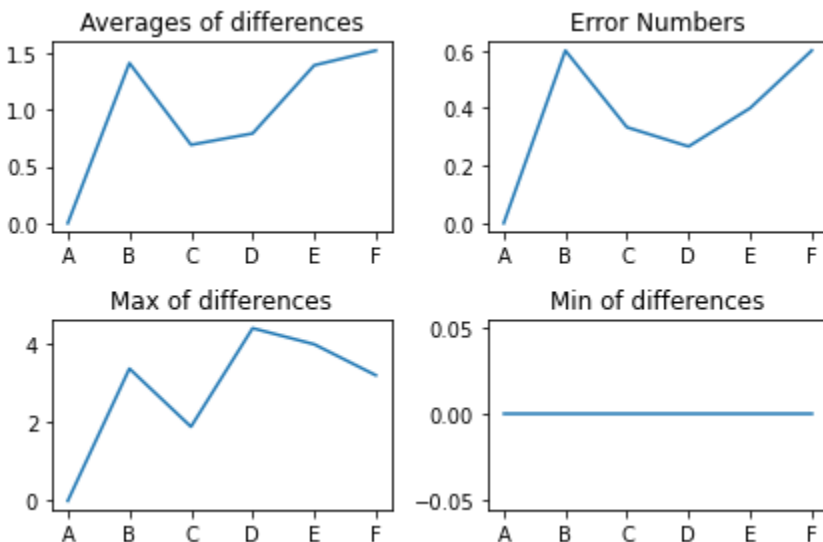 Averages of differences
1.5
1.0
0.5
0.0
A B C D E F
Error Numbers
0.6
0.4
0.2
0.0
A B C D E F
Max of differences
4
2
0
A B C D E F
Min of differences
0.05
0.00
−0.05
A B C D E F